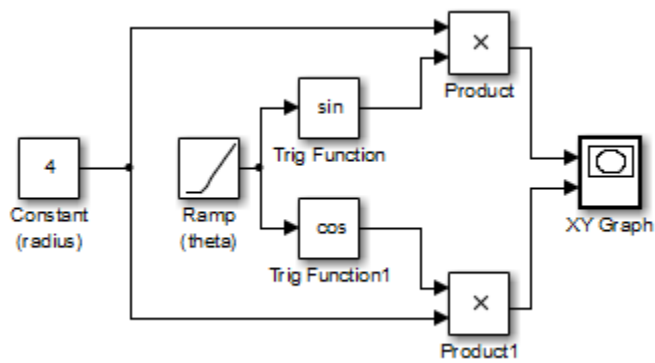 ×
Product
sin
Trig Function
4
Constant
(radius)
Ramp
(theta)
XY Graph
cos
Trig Function1
×
Product1